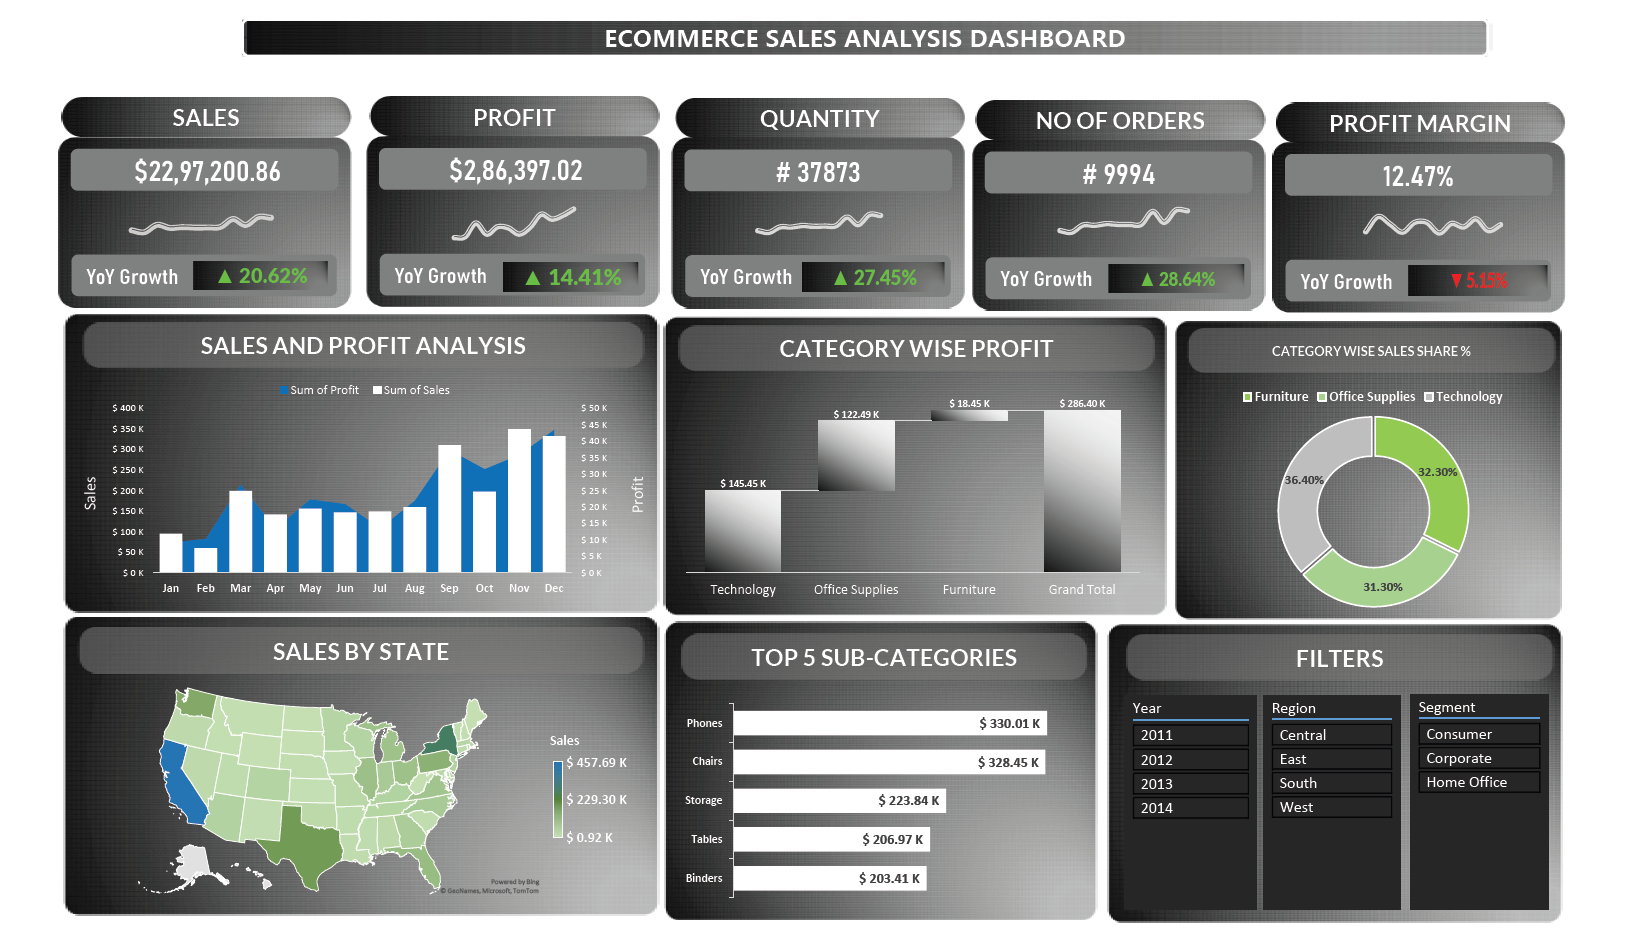 ECOMMERCE SALES ANALYSIS DASHBOARD
SALES
$22,97,200.86
YoY Growth ▲ 20.62%
PROFIT
$2,86,397.02
YoY Growth ▲ 14.41%
QUANTITY
# 37873
YoY Growth ▲ 27.45%
NO OF ORDERS
# 9994
YoY Growth ▲ 28.64%
PROFIT MARGIN
12.47%
YoY Growth ▼ 5.15%
SALES AND PROFIT ANALYSIS
Sum of Profit Sum of Sales
Sales
$ 400 K
$ 350 K
$ 300 K
$ 250 K
$ 200 K
$ 150 K
$ 100 K
$ 50 K
$ 0 K
$ 50 K
$ 45 K
$ 40 K
$ 35 K
$ 30 K
$ 25 K
$ 20 K
$ 15 K
$ 10 K
$ 5 K
$ 0 K
Profit
Jan Feb Mar Apr May Jun Jul Aug Sep Oct Nov Dec
CATEGORY WISE PROFIT
$ 145.45 K
$ 122.49 K
$ 18.45 K
$ 286.40 K
Technology Office Supplies Furniture Grand Total
CATEGORY WISE SALES SHARE %
Furniture Office Supplies Technology
32.30%
36.40%
31.30%
SALES BY STATE
Sales
$ 457.69 K
$ 229.30 K
$ 0.92 K
Powered by Bing
© GeoNames, Microsoft, TomTom
TOP 5 SUB-CATEGORIES
Phones $ 330.01 K
Chairs $ 328.45 K
Storage $ 223.84 K
Tables $ 206.97 K
Binders $ 203.41 K
FILTERS
Year
2011
2012
2013
2014
Region
Central
East
South
West
Segment
Consumer
Corporate
Home Office